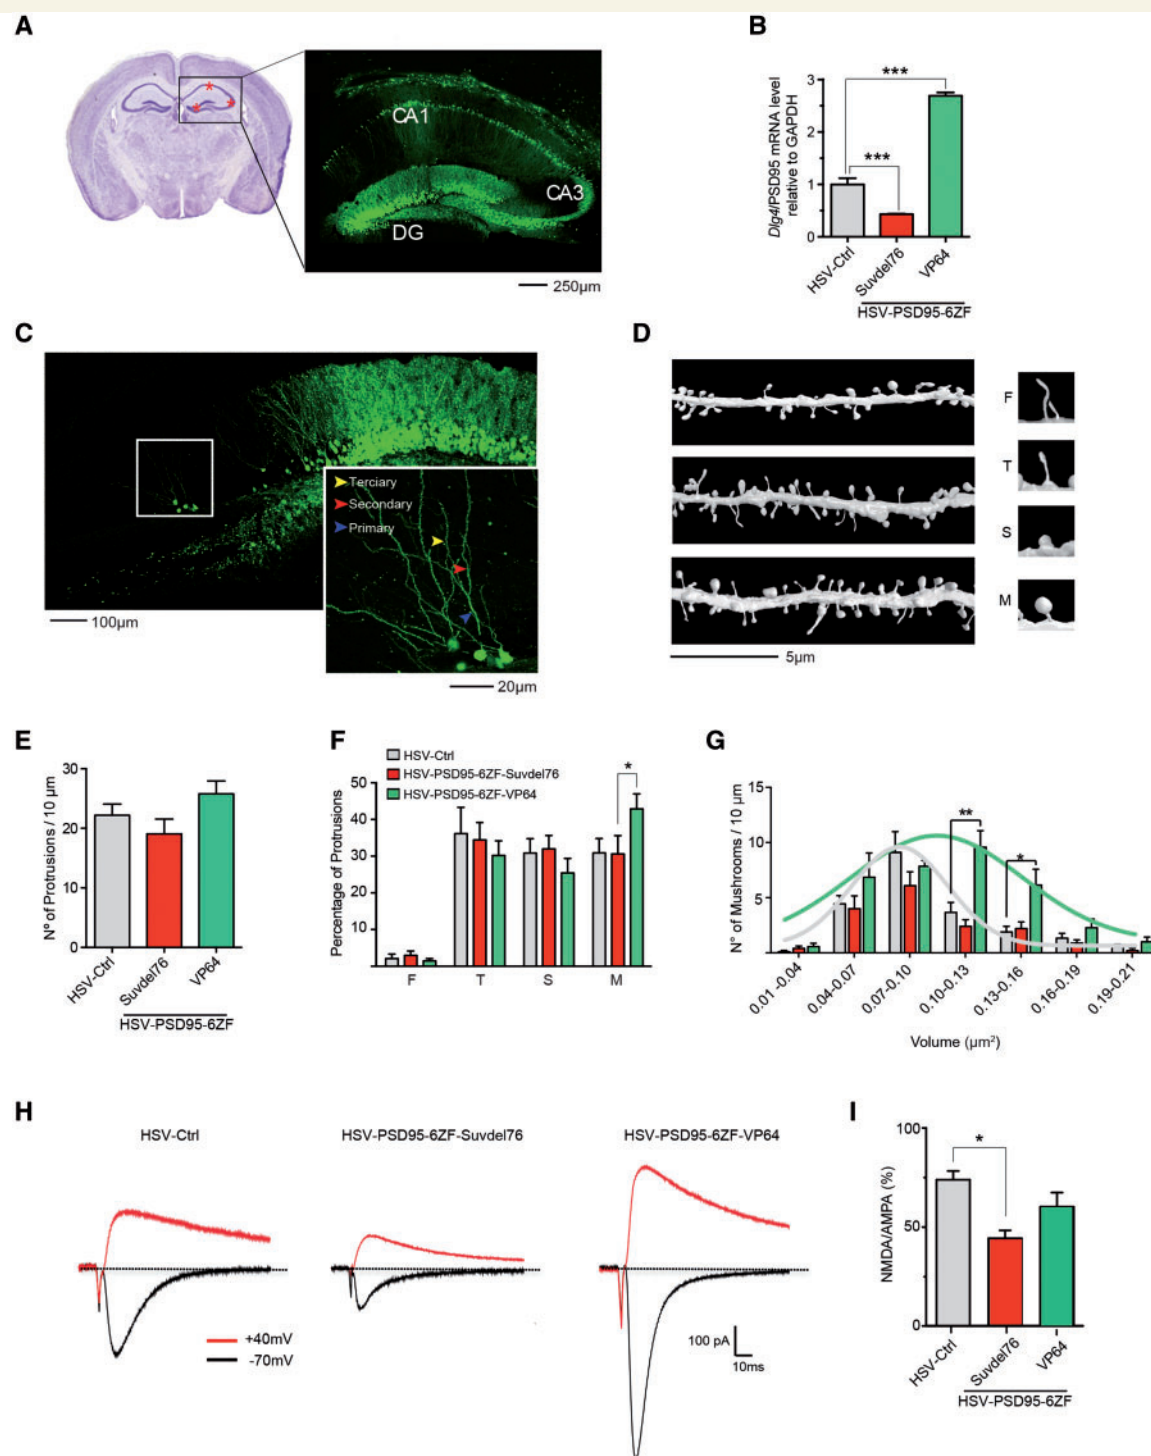 A
CA1
CA3
DG
250µm
B
Dlg4/PSD95 mRNA level
relative to GAPDH
3
2
1
0
***
***
HSV-Ctrl
Suvdel76
VP64
HSV-PSD95-6ZF
C
Terciary
Secondary
Primary
100µm
20µm
D
F
T
S
M
5µm
E
Nº of Protrusions / 10 µm
30
20
10
0
HSV-Ctrl
Suvdel76
VP64
HSV-PSD95-6ZF
F
HSV-Ctrl
HSV-PSD95-6ZF-Suvdel76
HSV-PSD95-6ZF-VP64
Percentage of Protrusions
50
40
30
20
10
*
F T S M
G
N° of Mushrooms / 10 µm
15
10
5
**
*
0.01-0.04
0.04-0.07
0.07-0.10
0.10-0.13
0.13-0.16
0.16-0.19
0.19-0.21
Volume (µm²)
H
HSV-Ctrl
HSV-PSD95-6ZF-Suvdel76
HSV-PSD95-6ZF-VP64
+40mV
-70mV
100 pA
10ms
I
NMDA/AMPA (%)
100
50
0
*
HSV-Ctrl
Suvdel76
VP64
HSV-PSD95-6ZF